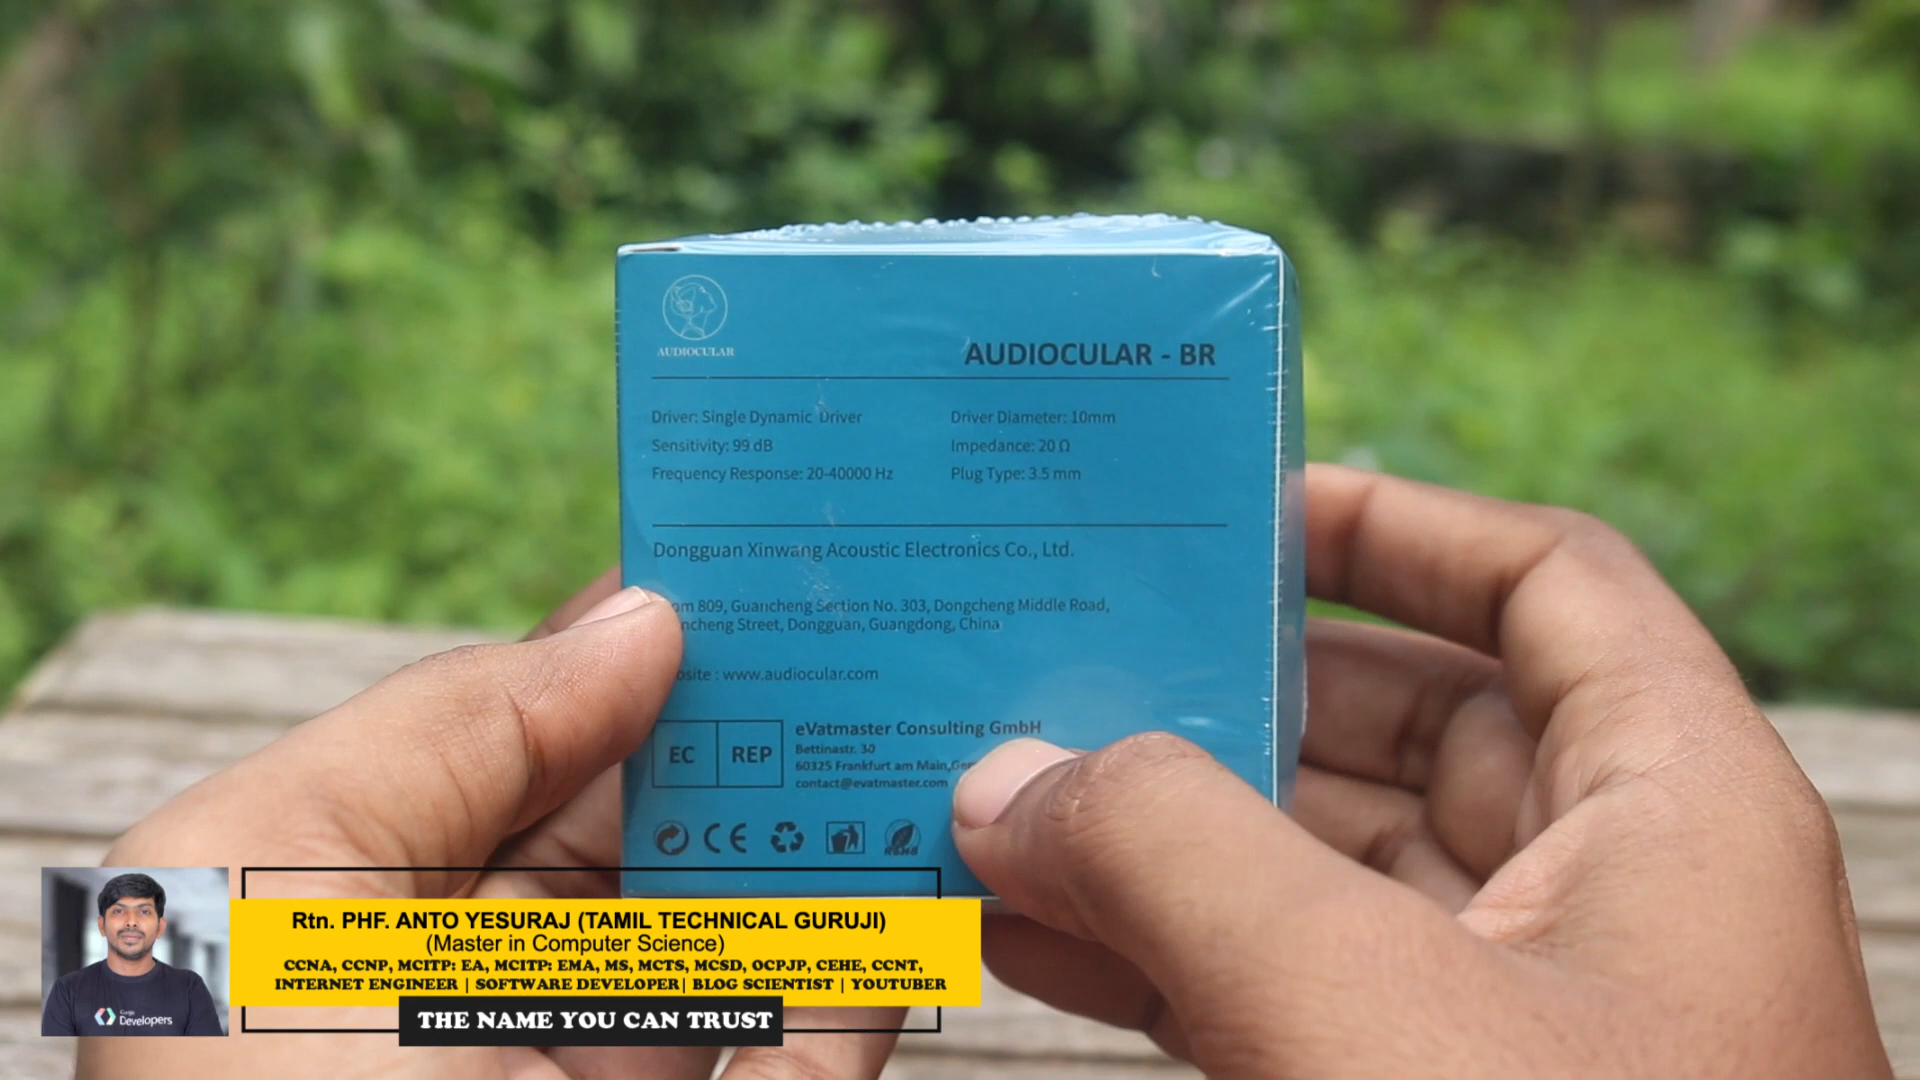 AUDIOCULAR
AUDIOCULAR - BR
Driver: Single Dynamic Driver
Driver Diameter: 10mm
Sensitivity: 99 dB
Impedance: 20 Ω
Frequency Response: 20-40000 Hz
Plug Type: 3.5 mm
Dongguan Xinwang Acoustic Electronics Co., Ltd.
809, Guancheng Section No. 303, Dongcheng Middle Road,
Street, Dongguan, Guangdong, China
: www.audiocular.com
EC REP
eVatmaster Consulting GmbH
Bettinastr. 30
60325 Frankfurt am Main,
contact@evatmaster.com
CE
RoHS
Rtn. PHF. ANTO YESURAJ (TAMIL TECHNICAL GURUJI)
(Master in Computer Science)
CCNA, CCNP, MCITP: EA, MCITP: EMA, MS, MCTS, MCSD, OCPJP, CEHE, CCNT,
INTERNET ENGINEER | SOFTWARE DEVELOPER| BLOG SCIENTIST | YOUTUBER
THE NAME YOU CAN TRUST
Google
Developers